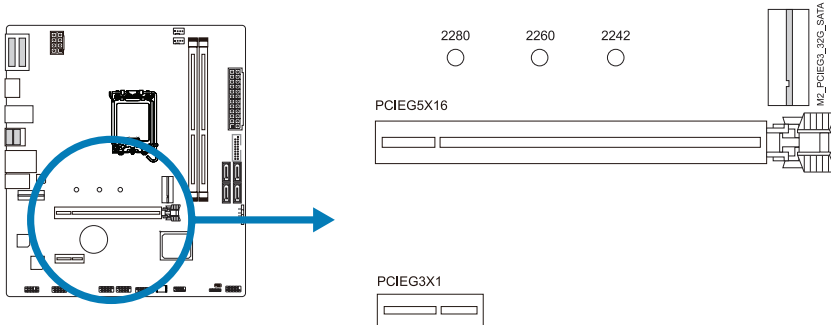 2280 2260 2242
M2_PCIEG3_32G_SATA
PCIEG5X16
PCIEG3X1